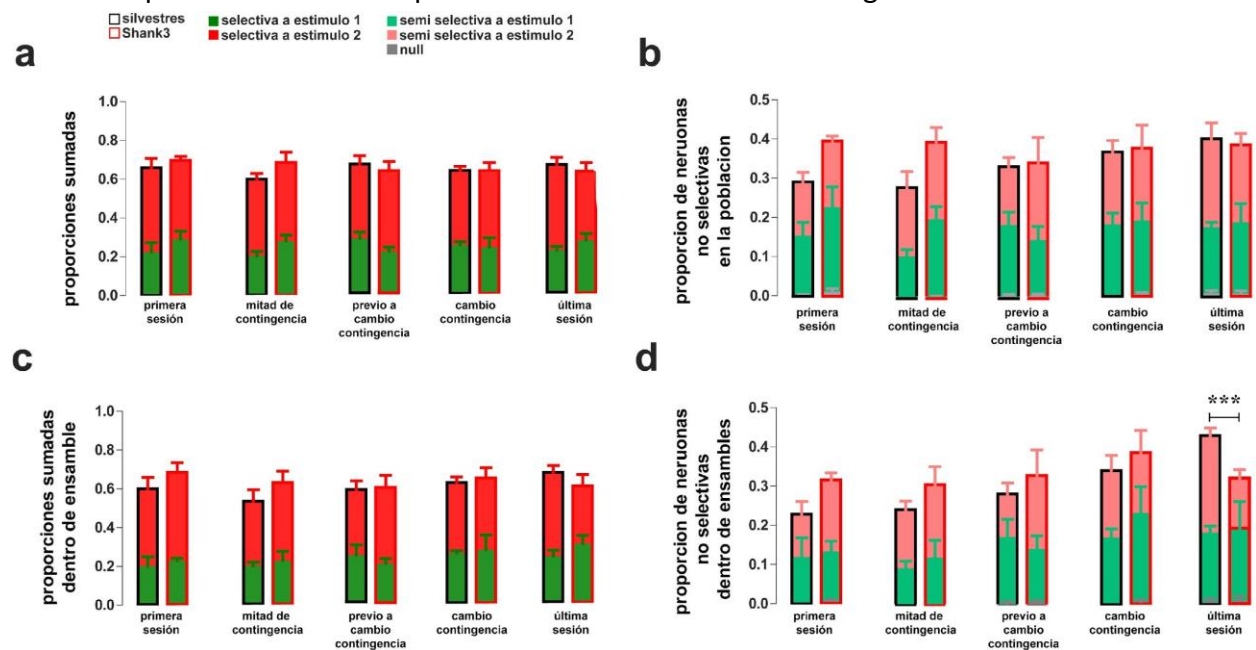 silvestres
Shank3
selectiva a estimulo 1
selectiva a estimulo 2
semi selectiva a estimulo 1
semi selectiva a estimulo 2
null
a
proporciones sumadas
1.0
0.8
0.6
0.4
0.2
0.0
primera
sesión
mitad de
contingencia
previo a
cambio
contingencia
cambio
contingencia
última
sesión
b
proporcion de neruonas
no selectivas
en la poblacion
0.5
0.4
0.3
0.2
0.1
0.0
primera
sesión
mitad de
contingencia
previo a
cambio
contingencia
cambio
contingencia
última
sesión
c
proporciones sumadas
dentro de ensamble
1.0
0.8
0.6
0.4
0.2
0.0
primera
sesión
mitad de
contingencia
previo a
cambio
contingencia
cambio
contingencia
última
sesión
d
proporcion de neruonas
no selectivas
dentro de ensambles
0.5
0.4
0.3
0.2
0.1
0.0
***
primera
sesión
mitad de
contingencia
previo a
cambio
contingencia
cambio
contingencia
última
sesión